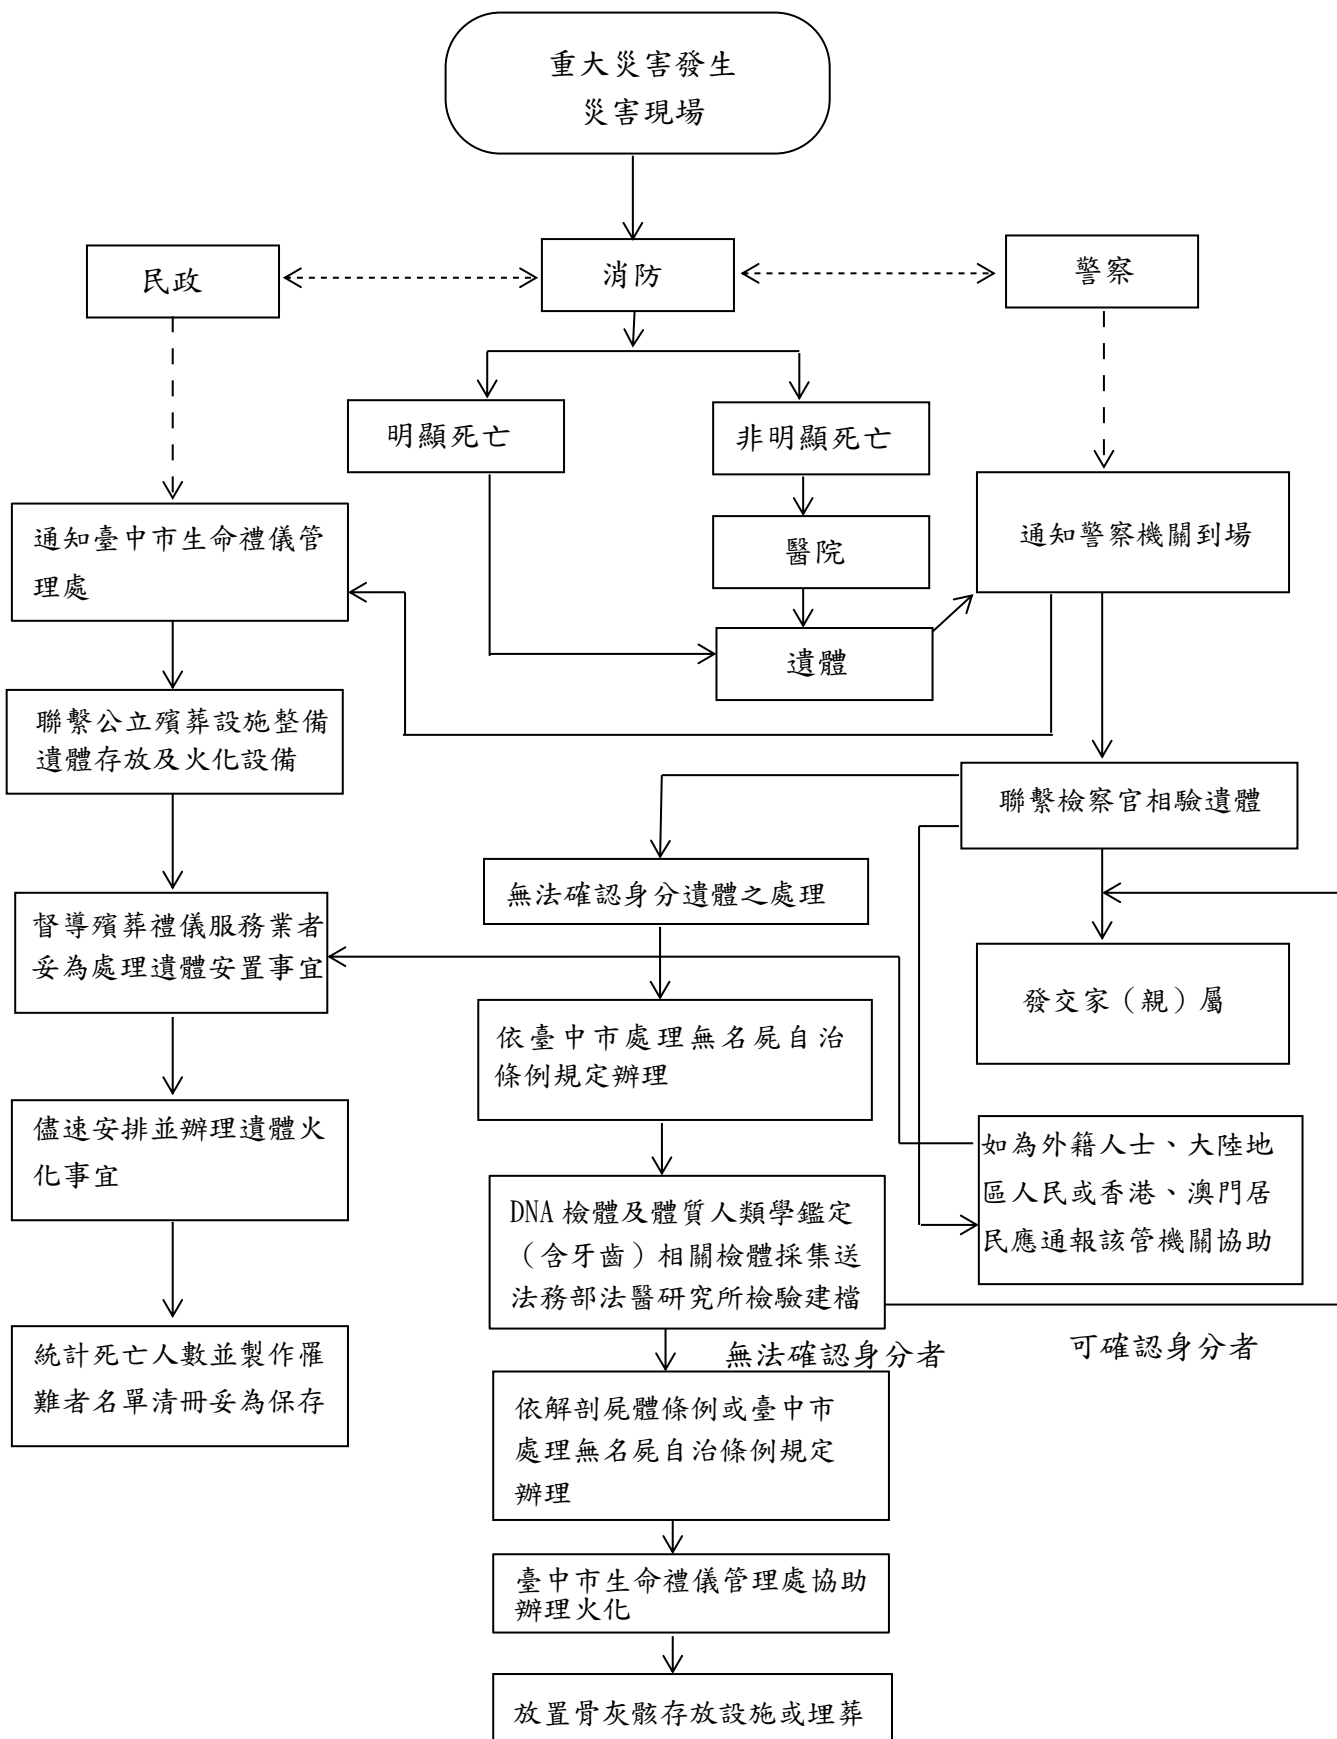 重大災害發生
災害現場
民政
消防
警察
明顯死亡
非明顯死亡
通知臺中市生命禮儀管
理處
醫院
通知警察機關到場
遺體
聯繫公立殯葬設施整備
遺體存放及火化設備
聯繫檢察官相驗遺體
無法確認身分遺體之處理
督導殯葬禮儀服務業者
妥為處理遺體安置事宜
發交家（親）屬
依臺中市處理無名屍自治
條例規定辦理
儘速安排並辦理遺體火
化事宜
如為外籍人士、大陸地
區人民或香港、澳門居
民應通報該管機關協助
DNA 檢體及體質人類學鑑定
（含牙齒）相關檢體採集送
法務部法醫研究所檢驗建檔
無法確認身分者
可確認身分者
統計死亡人數並製作罹
難者名單清冊妥為保存
依解剖屍體條例或臺中市
處理無名屍自治條例規定
辦理
臺中市生命禮儀管理處協助
辦理火化
放置骨灰骸存放設施或埋葬